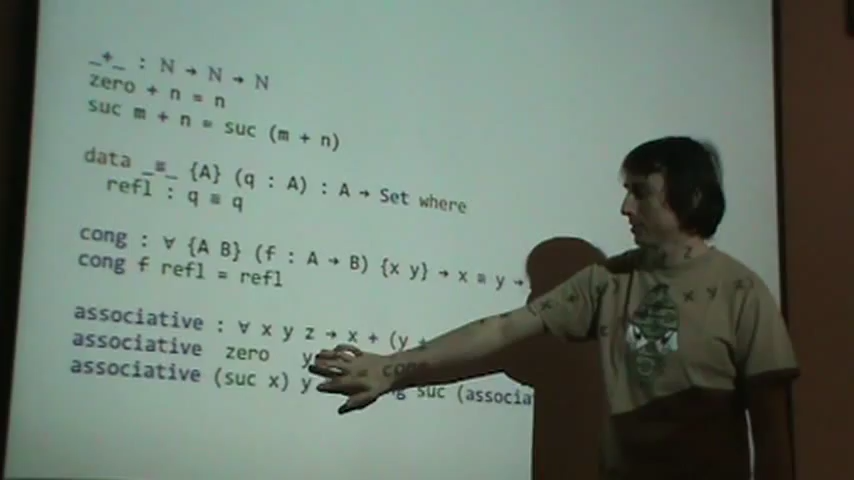 _+_ : ℕ → ℕ → ℕ
zero + n = n
suc m + n = suc (m + n)
data _≡_ {A} (q : A) : A → Set where
refl : q ≡ q
cong : ∀ {A B} (f : A → B) {x y} → x ≡ y →
cong f refl = refl
associative : ∀ x y z → x + (y +
associative zero y
associative (suc x) y suc (associa